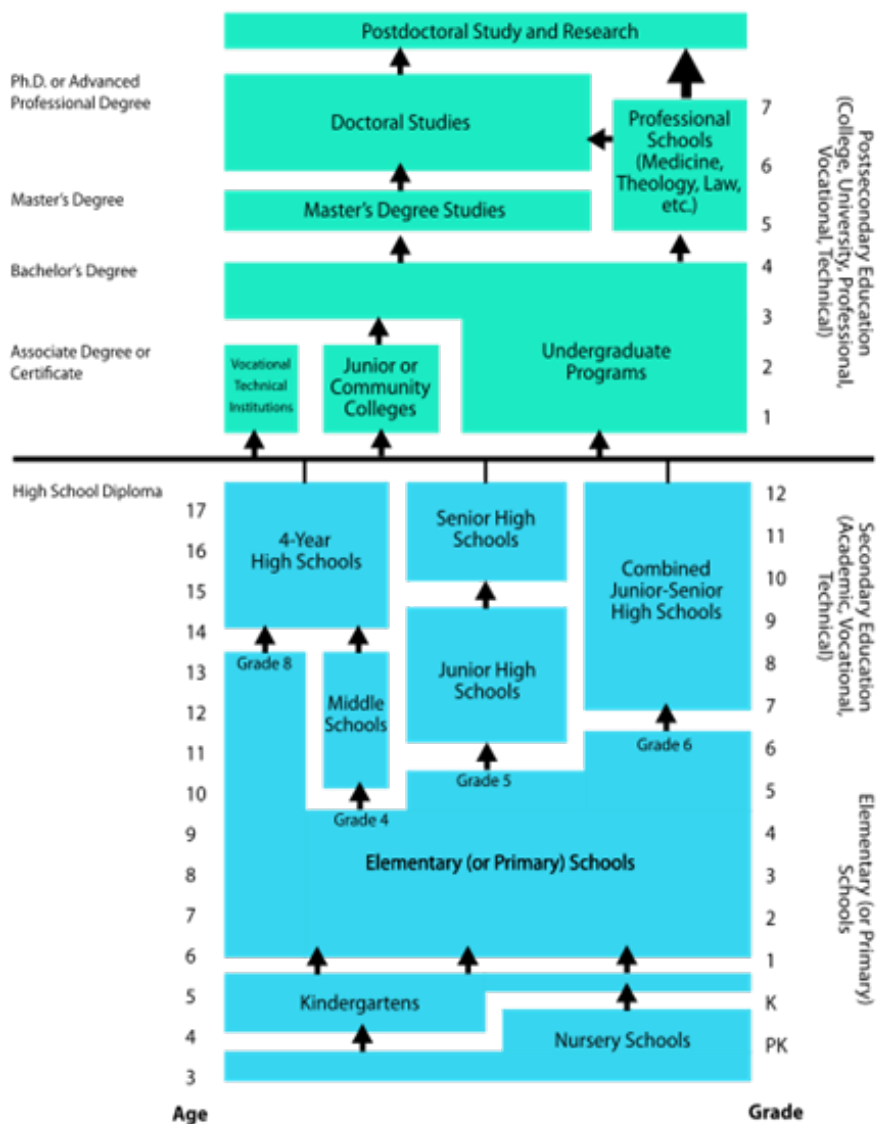 Postdoctoral Study and Research
Ph.D. or Advanced
Professional Degree
Doctoral Studies
Professional
Schools
(Medicine,
Theology, Law,
etc.)
7
6
5
Master's Degree
Master's Degree Studies
Bachelor's Degree
4
3
Associate Degree or
Certificate
Vocational
Technical
Institutions
Junior or
Community
Colleges
Undergraduate
Programs
2
1
Postsecondary Education
(College, University, Professional,
Vocational, Technical)
High School Diploma
17
16
15
14
13
12
11
10
9
8
7
6
5
4
3
4-Year
High Schools
Senior High
Schools
Combined
Junior-Senior
High Schools
Grade 8
Middle
Schools
Junior High
Schools
Grade 6
Grade 5
Grade 4
Elementary (or Primary) Schools
Kindergartens
Nursery Schools
12
11
10
9
8
7
6
5
4
3
2
1
K
PK
Secondary Education
(Academic, Vocational,
Technical)
Elementary (or Primary)
Schools
Age
Grade